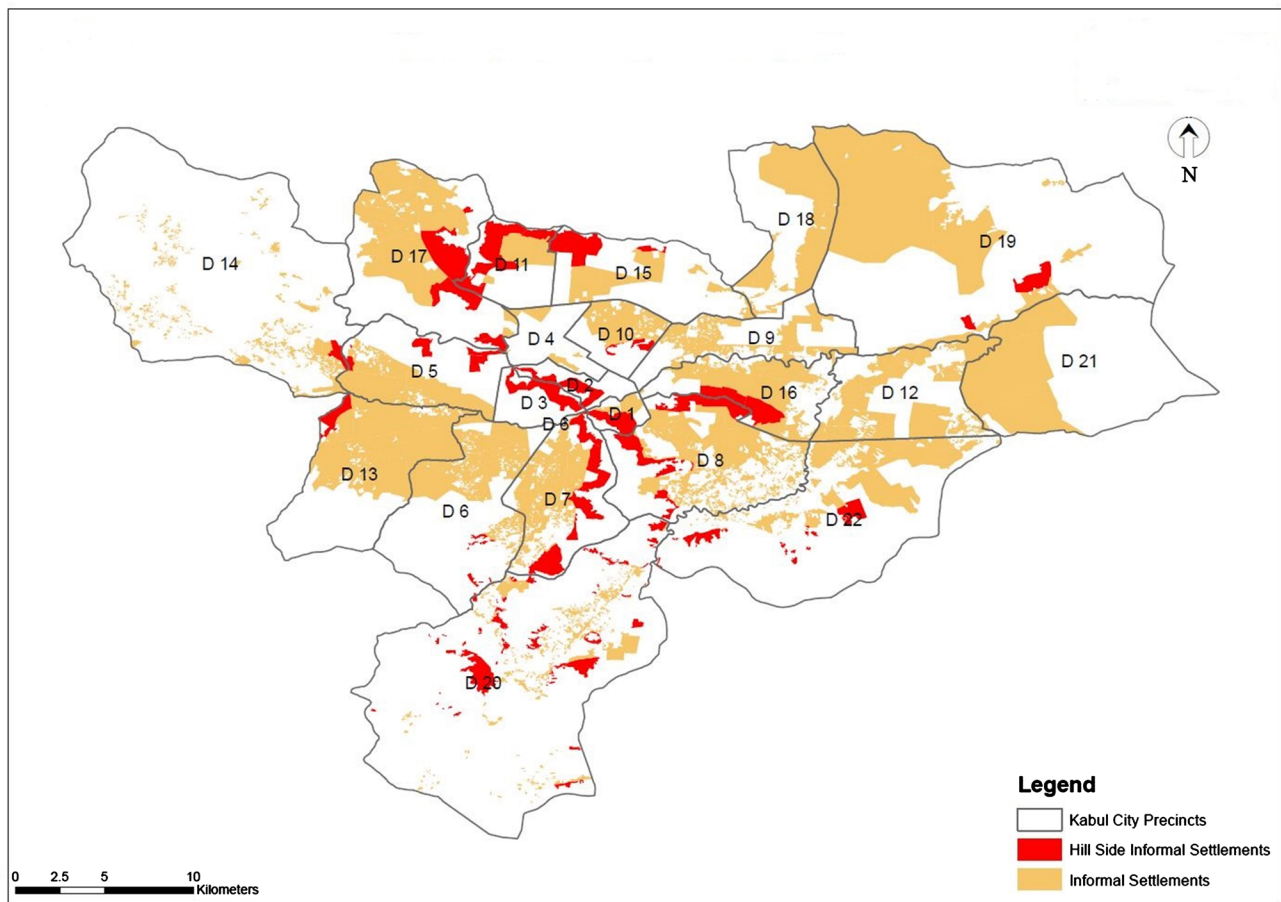 N
D 18
D 19
D 17
D 11
D 15
D 14
D 4
D 10
D 9
D 5
D 21
D 2
D 16
D 12
D 3
D 1
D 6
D 8
D 13
D 7
D 6
D 22
D 20
Legend
Kabul City Precincts
Hill Side Informal Settlements
Informal Settlements
0 2.5 5 10
Kilometers